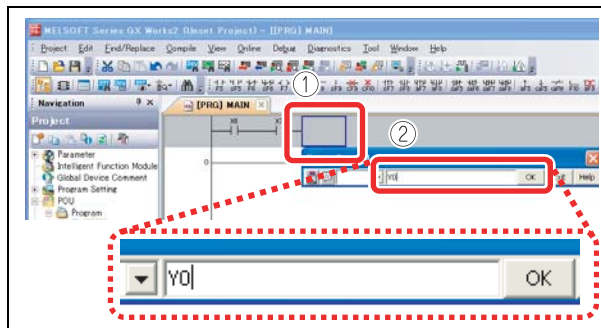 MELSOFT Series GX Works2 (Unset Project) - [[PRG] MAIN]
Project Edit Find/Replace Compile View Online Debug Diagnostics Tool Window Help
Navigation
[PRG] MAIN
Project
Parameter
Intelligent Function Module
Global Device Comment
Program Setting
POU
Program
①
②
0
Y0
OK
Help
Y0
OK